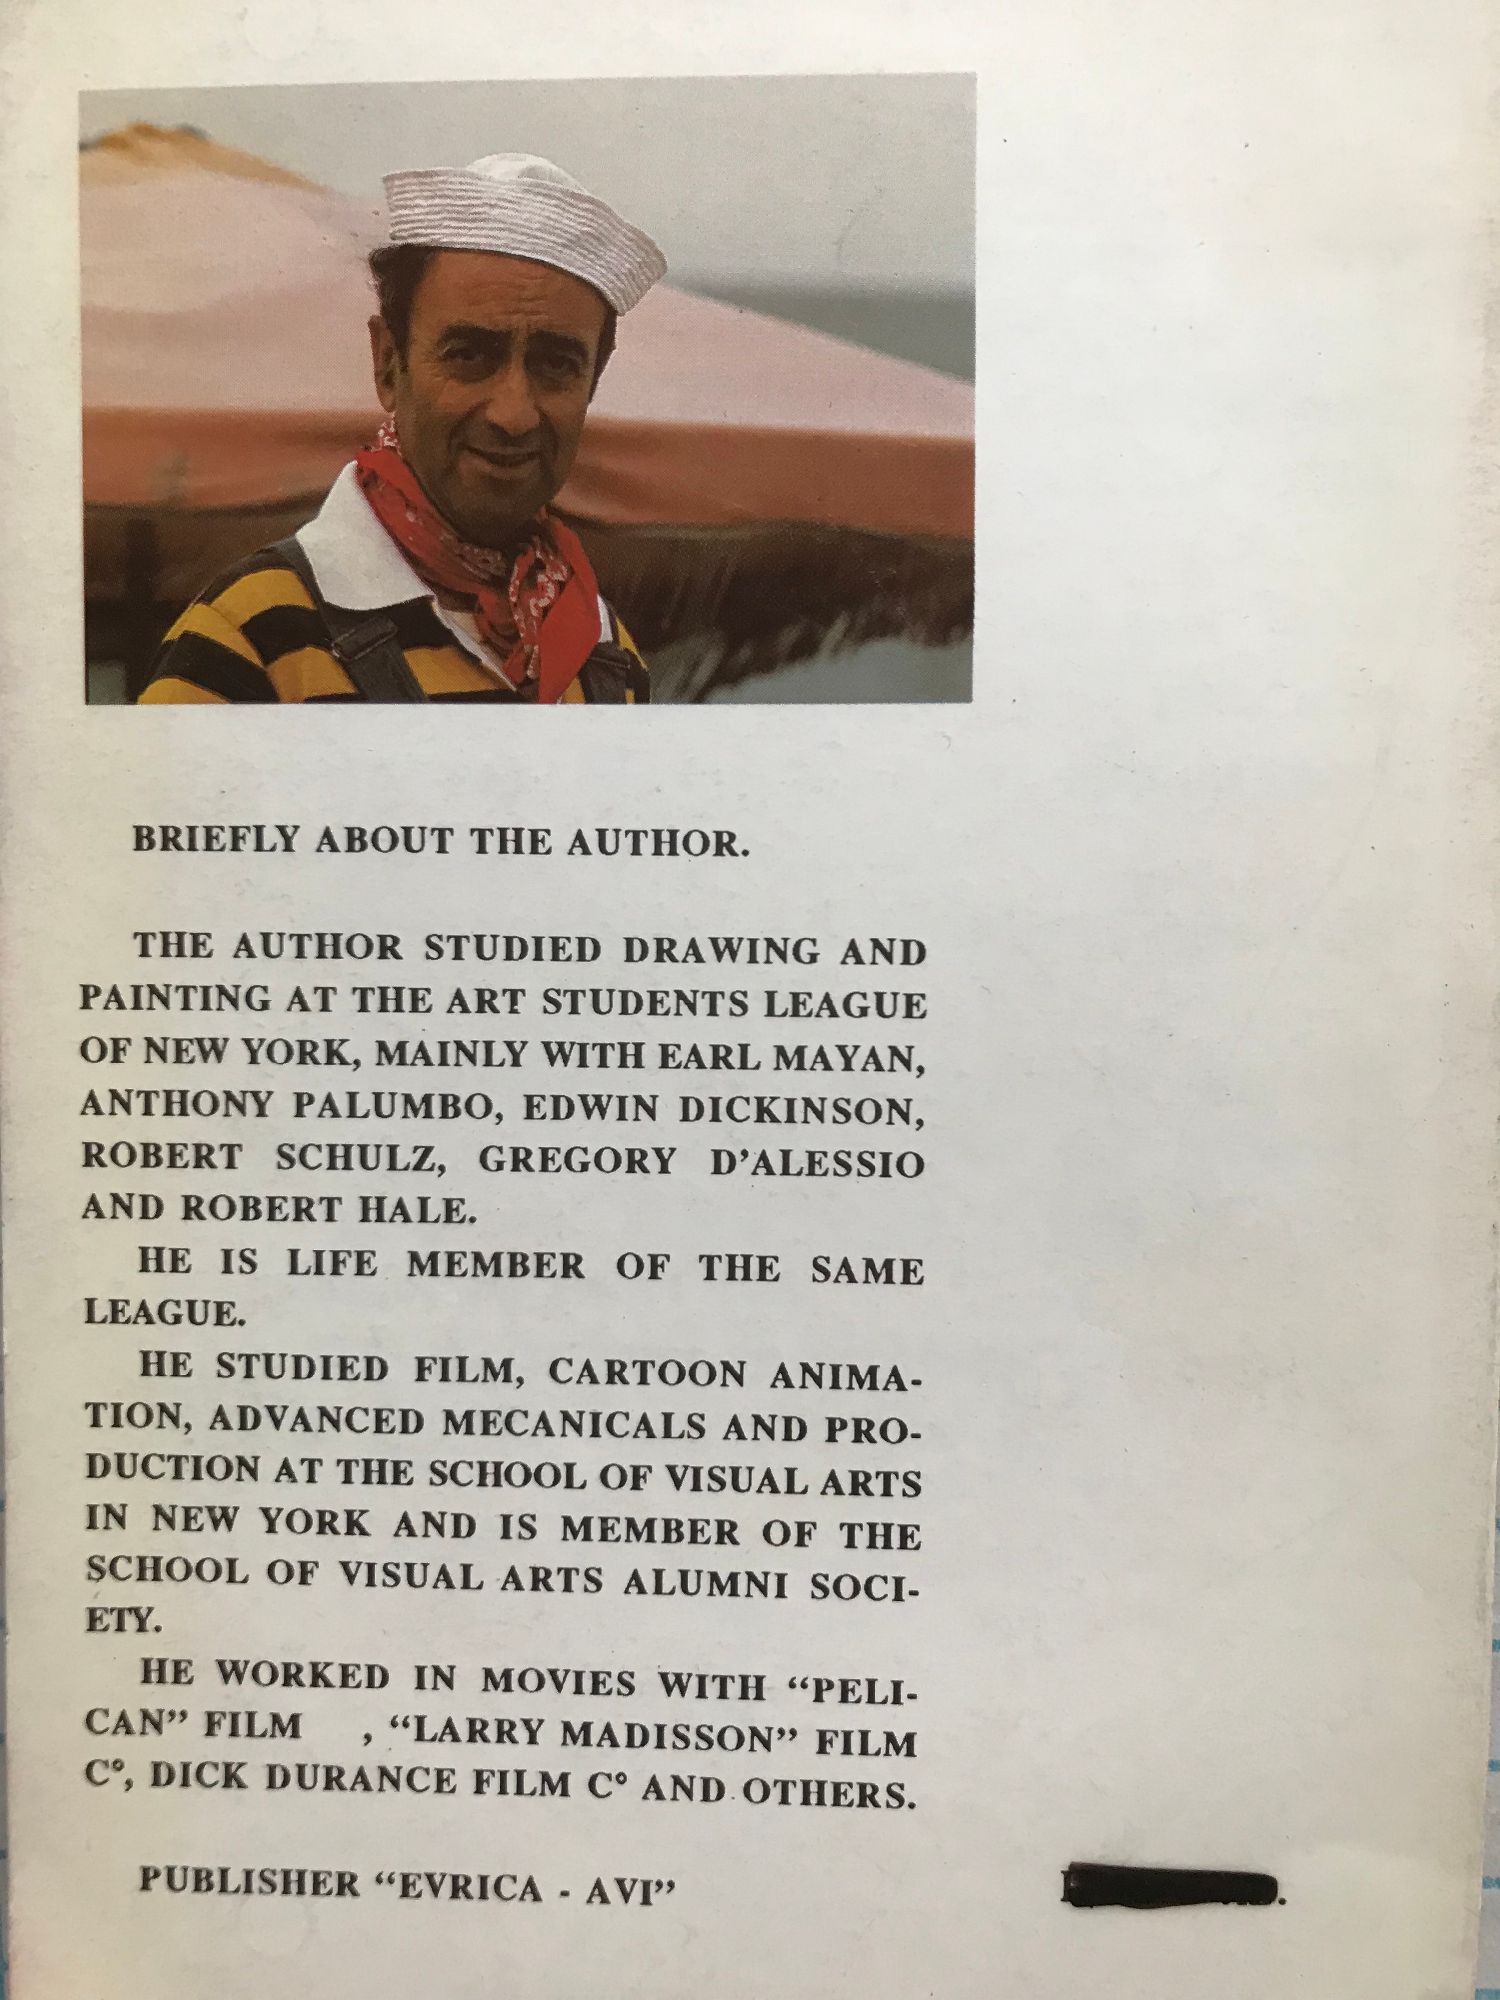 BRIEFLY ABOUT THE AUTHOR.
THE AUTHOR STUDIED DRAWING AND
PAINTING AT THE ART STUDENTS LEAGUE
OF NEW YORK, MAINLY WITH EARL MAYAN,
ANTHONY PALUMBO, EDWIN DICKINSON,
ROBERT SCHULZ, GREGORY D'ALESSIO
AND ROBERT HALE.
HE IS LIFE MEMBER OF THE SAME
LEAGUE.
HE STUDIED FILM, CARTOON ANIMA-
TION, ADVANCED MECANICALS AND PRO-
DUCTION AT THE SCHOOL OF VISUAL ARTS
IN NEW YORK AND IS MEMBER OF THE
SCHOOL OF VISUAL ARTS ALUMNI SOCI-
ETY.
HE WORKED IN MOVIES WITH “PELI-
CAN” FILM , “LARRY MADISSON” FILM
C°, DICK DURANCE FILM C° AND OTHERS.
PUBLISHER “EVRICA - AVI”